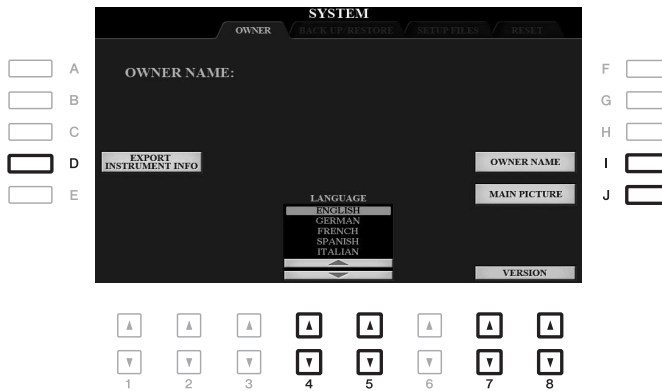 SYSTEM
OWNER BACK UP/RESTORE SETUP FILES RESET
A
OWNER NAME:
F
B
G
C
H
D
EXPORT
INSTRUMENT INFO
OWNER NAME
I
E
MAIN PICTURE
J
LANGUAGE
ENGLISH
GERMAN
FRENCH
SPANISH
ITALIAN
VERSION
1 2 3 4 5 6 7 8